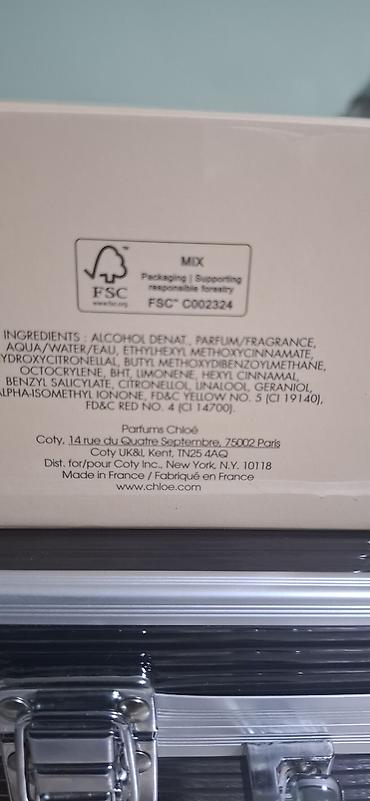 MIX
Packaging | Supporting
responsible forestry
FSC™ C002324
FSC
www.fsc.org
INGREDIENTS : ALCOHOL DENAT., PARFUM/FRAGRANCE,
AQUA/WATER/EAU, ETHYLHEXYL METHOXYCINNAMATE,
YDROXYCITRONELLAL, BUTYL METHOXYDIBENZOYLMETHANE,
OCTOCRYLENE, BHT, LIMONENE, HEXYL CINNAMAL,
BENZYL SALICYLATE, CITRONELLOL, LINALOOL, GERANIOL,
ALPHA-ISOMETHYL IONONE, FD&C YELLOW NO. 5 (CI 19140),
FD&C RED NO. 4 (CI 14700).
Parfums Chloé
Coty, 14 rue du Quatre Septembre, 75002 Paris
Coty UK&I, Kent, TN25 4AQ
Dist. for/pour Coty Inc., New York, N.Y. 10118
Made in France / Fabriqué en France
www.chloe.com